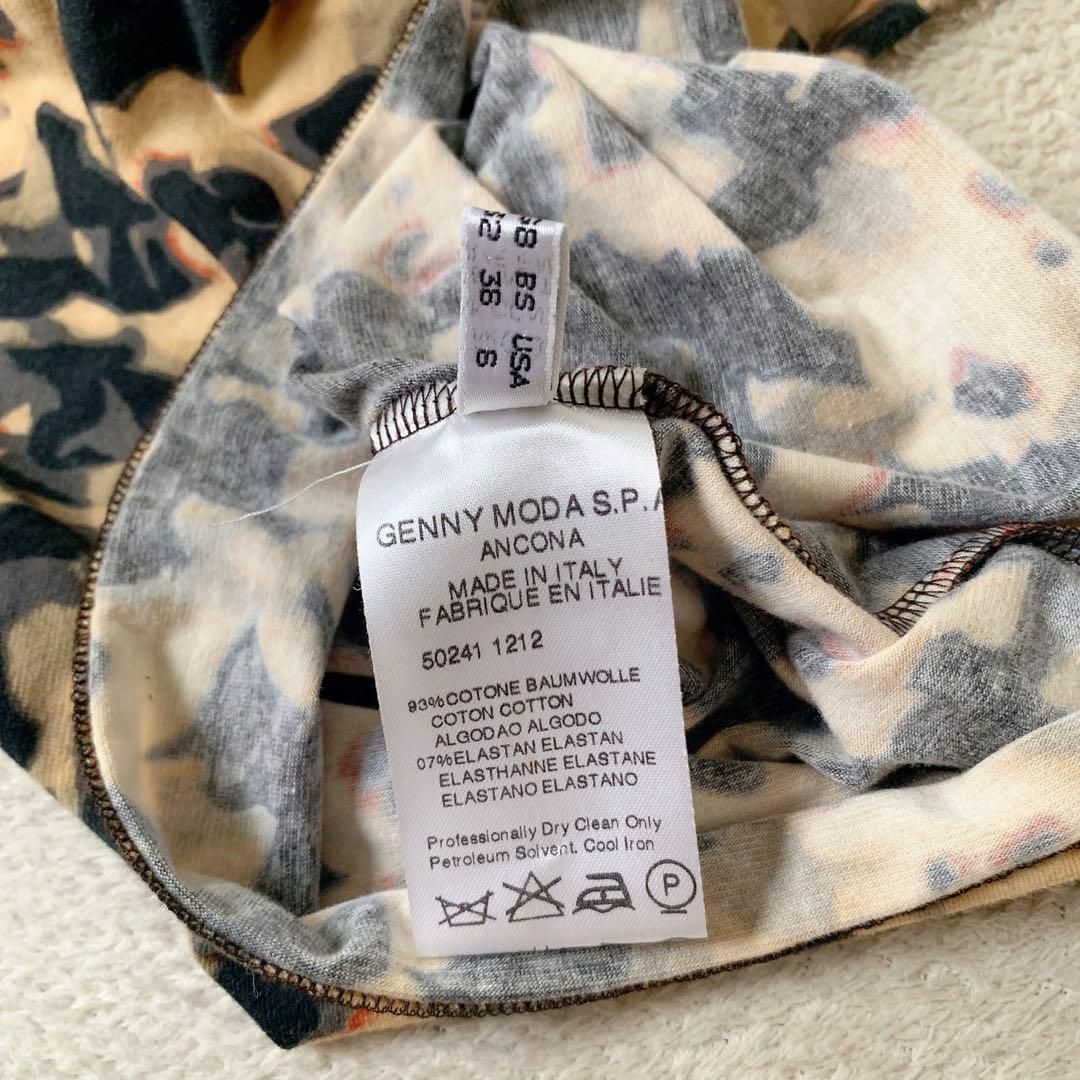 GB BS USA
36
GENNY MODA S.P.
ANCONA
MADE IN ITALY
FABRIQUE EN ITALIE
50241 1212
93%COTONE BAUMWOLLE
COTON COTTON
ALGODAO ALGODO
07%ELASTAN ELASTAN
ELASTHANNE ELASTANE
ELASTANO ELASTANO
Professionally Dry Clean Only
Petroleum Solvent. Cool Iron
P